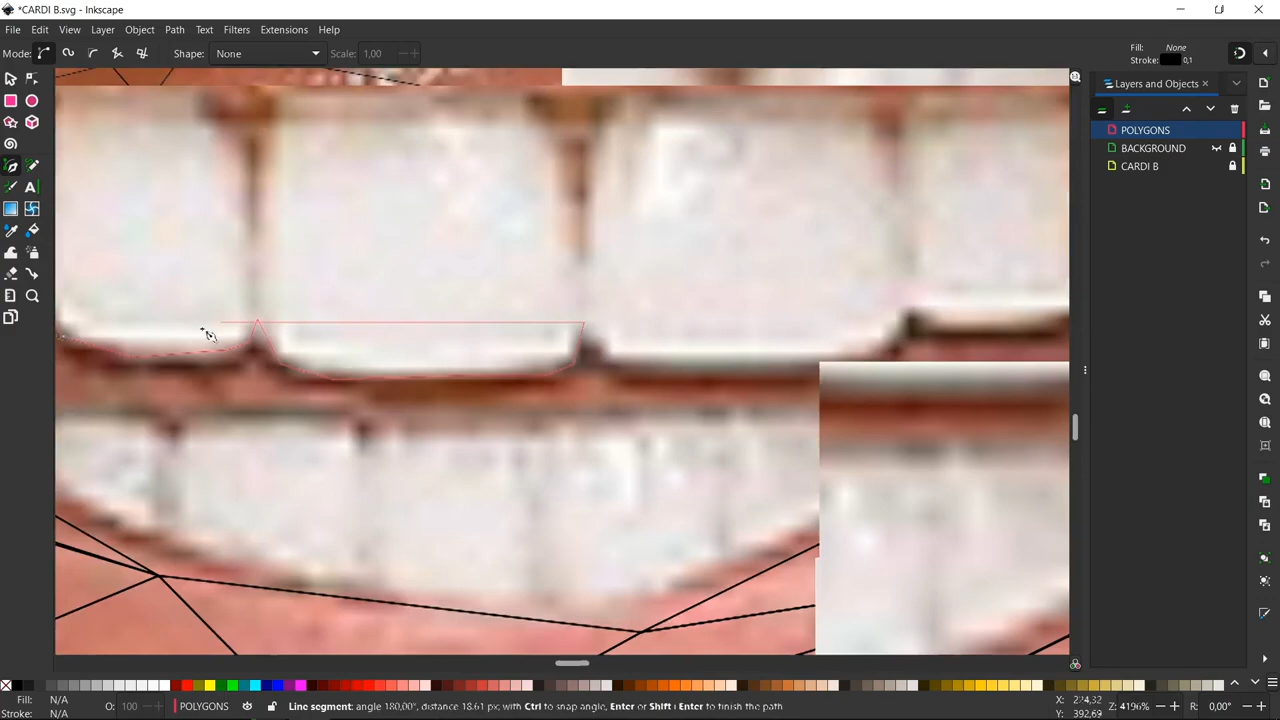 *CARDI B.svg - Inkscape
File Edit View Layer Object Path Text Filters Extensions Help
Mode: Shape: None Scale: 1,00
Fill: None
Stroke: 0,1
Layers and Objects
POLYGONS
BACKGROUND
CARDI B
Fill: N/A
Stroke: N/A
O: 100
POLYGONS
Line segment: angle 180.00°, distance 18.61 px; with Ctrl to snap angle, Enter or Shift+Enter to finish the path
X: 274,32
Y: 392,69
Z: 4196%
R: 0,00°